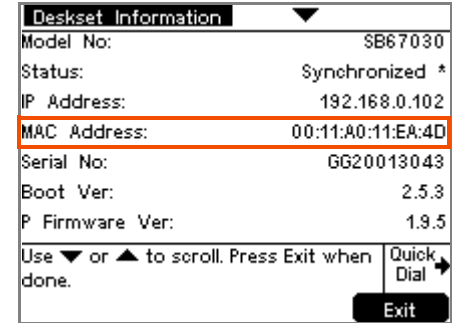 Deskset Information ▼
Model No: SB67030
Status: Synchronized *
IP Address: 192.168.0.102
MAC Address: 00:11:A0:11:EA:4D
Serial No: GG20013043
Boot Ver: 2.5.3
P Firmware Ver: 1.9.5
Use ▼ or ▲ to scroll. Press Exit when
done.
Quick
Dial
Exit